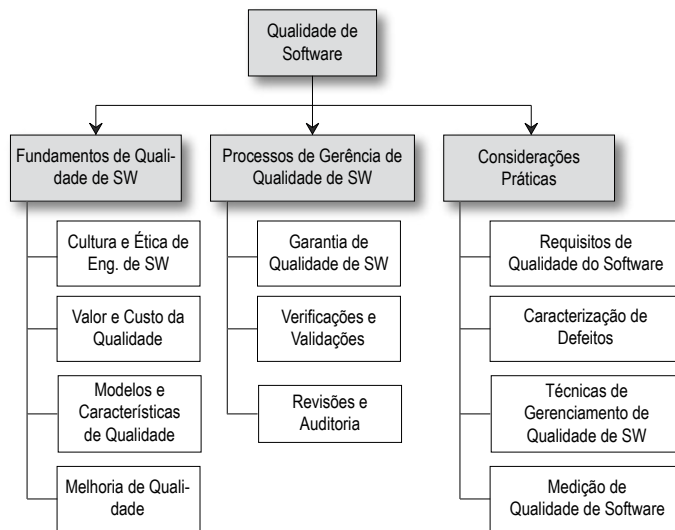 Qualidade de
Software
Fundamentos de Quali-
dade de SW
Processos de Gerência de
Qualidade de SW
Considerações
Práticas
Cultura e Ética de
Eng. de SW
Valor e Custo da
Qualidade
Modelos e
Características
de Qualidade
Melhoria de Quali-
dade
Garantia de
Qualidade de SW
Verificações e
Validações
Revisões e
Auditoria
Requisitos de
Qualidade do Software
Caracterização de
Defeitos
Técnicas de
Gerenciamento de
Qualidade de SW
Medição de
Qualidade de Software